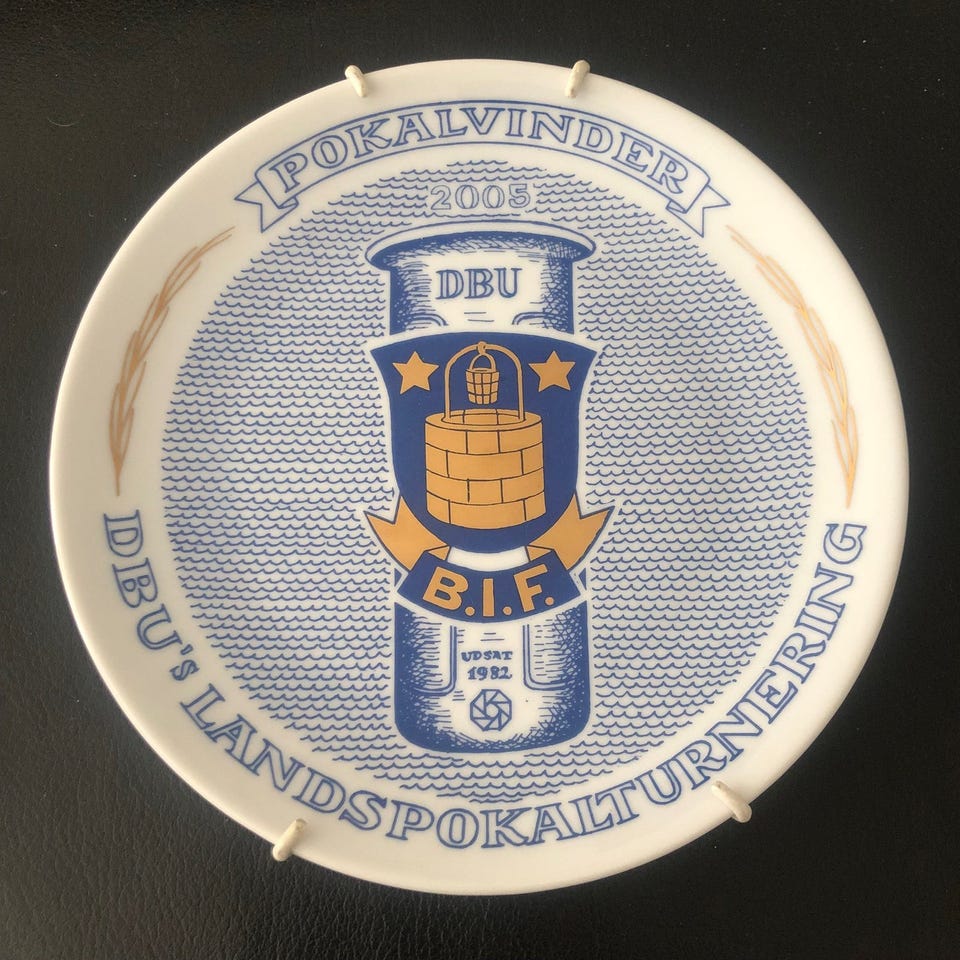 POKALVINDER
2005
DBU
B.I.F.
UDSAT
1982
DBU's LANDSPOKALTURNERING